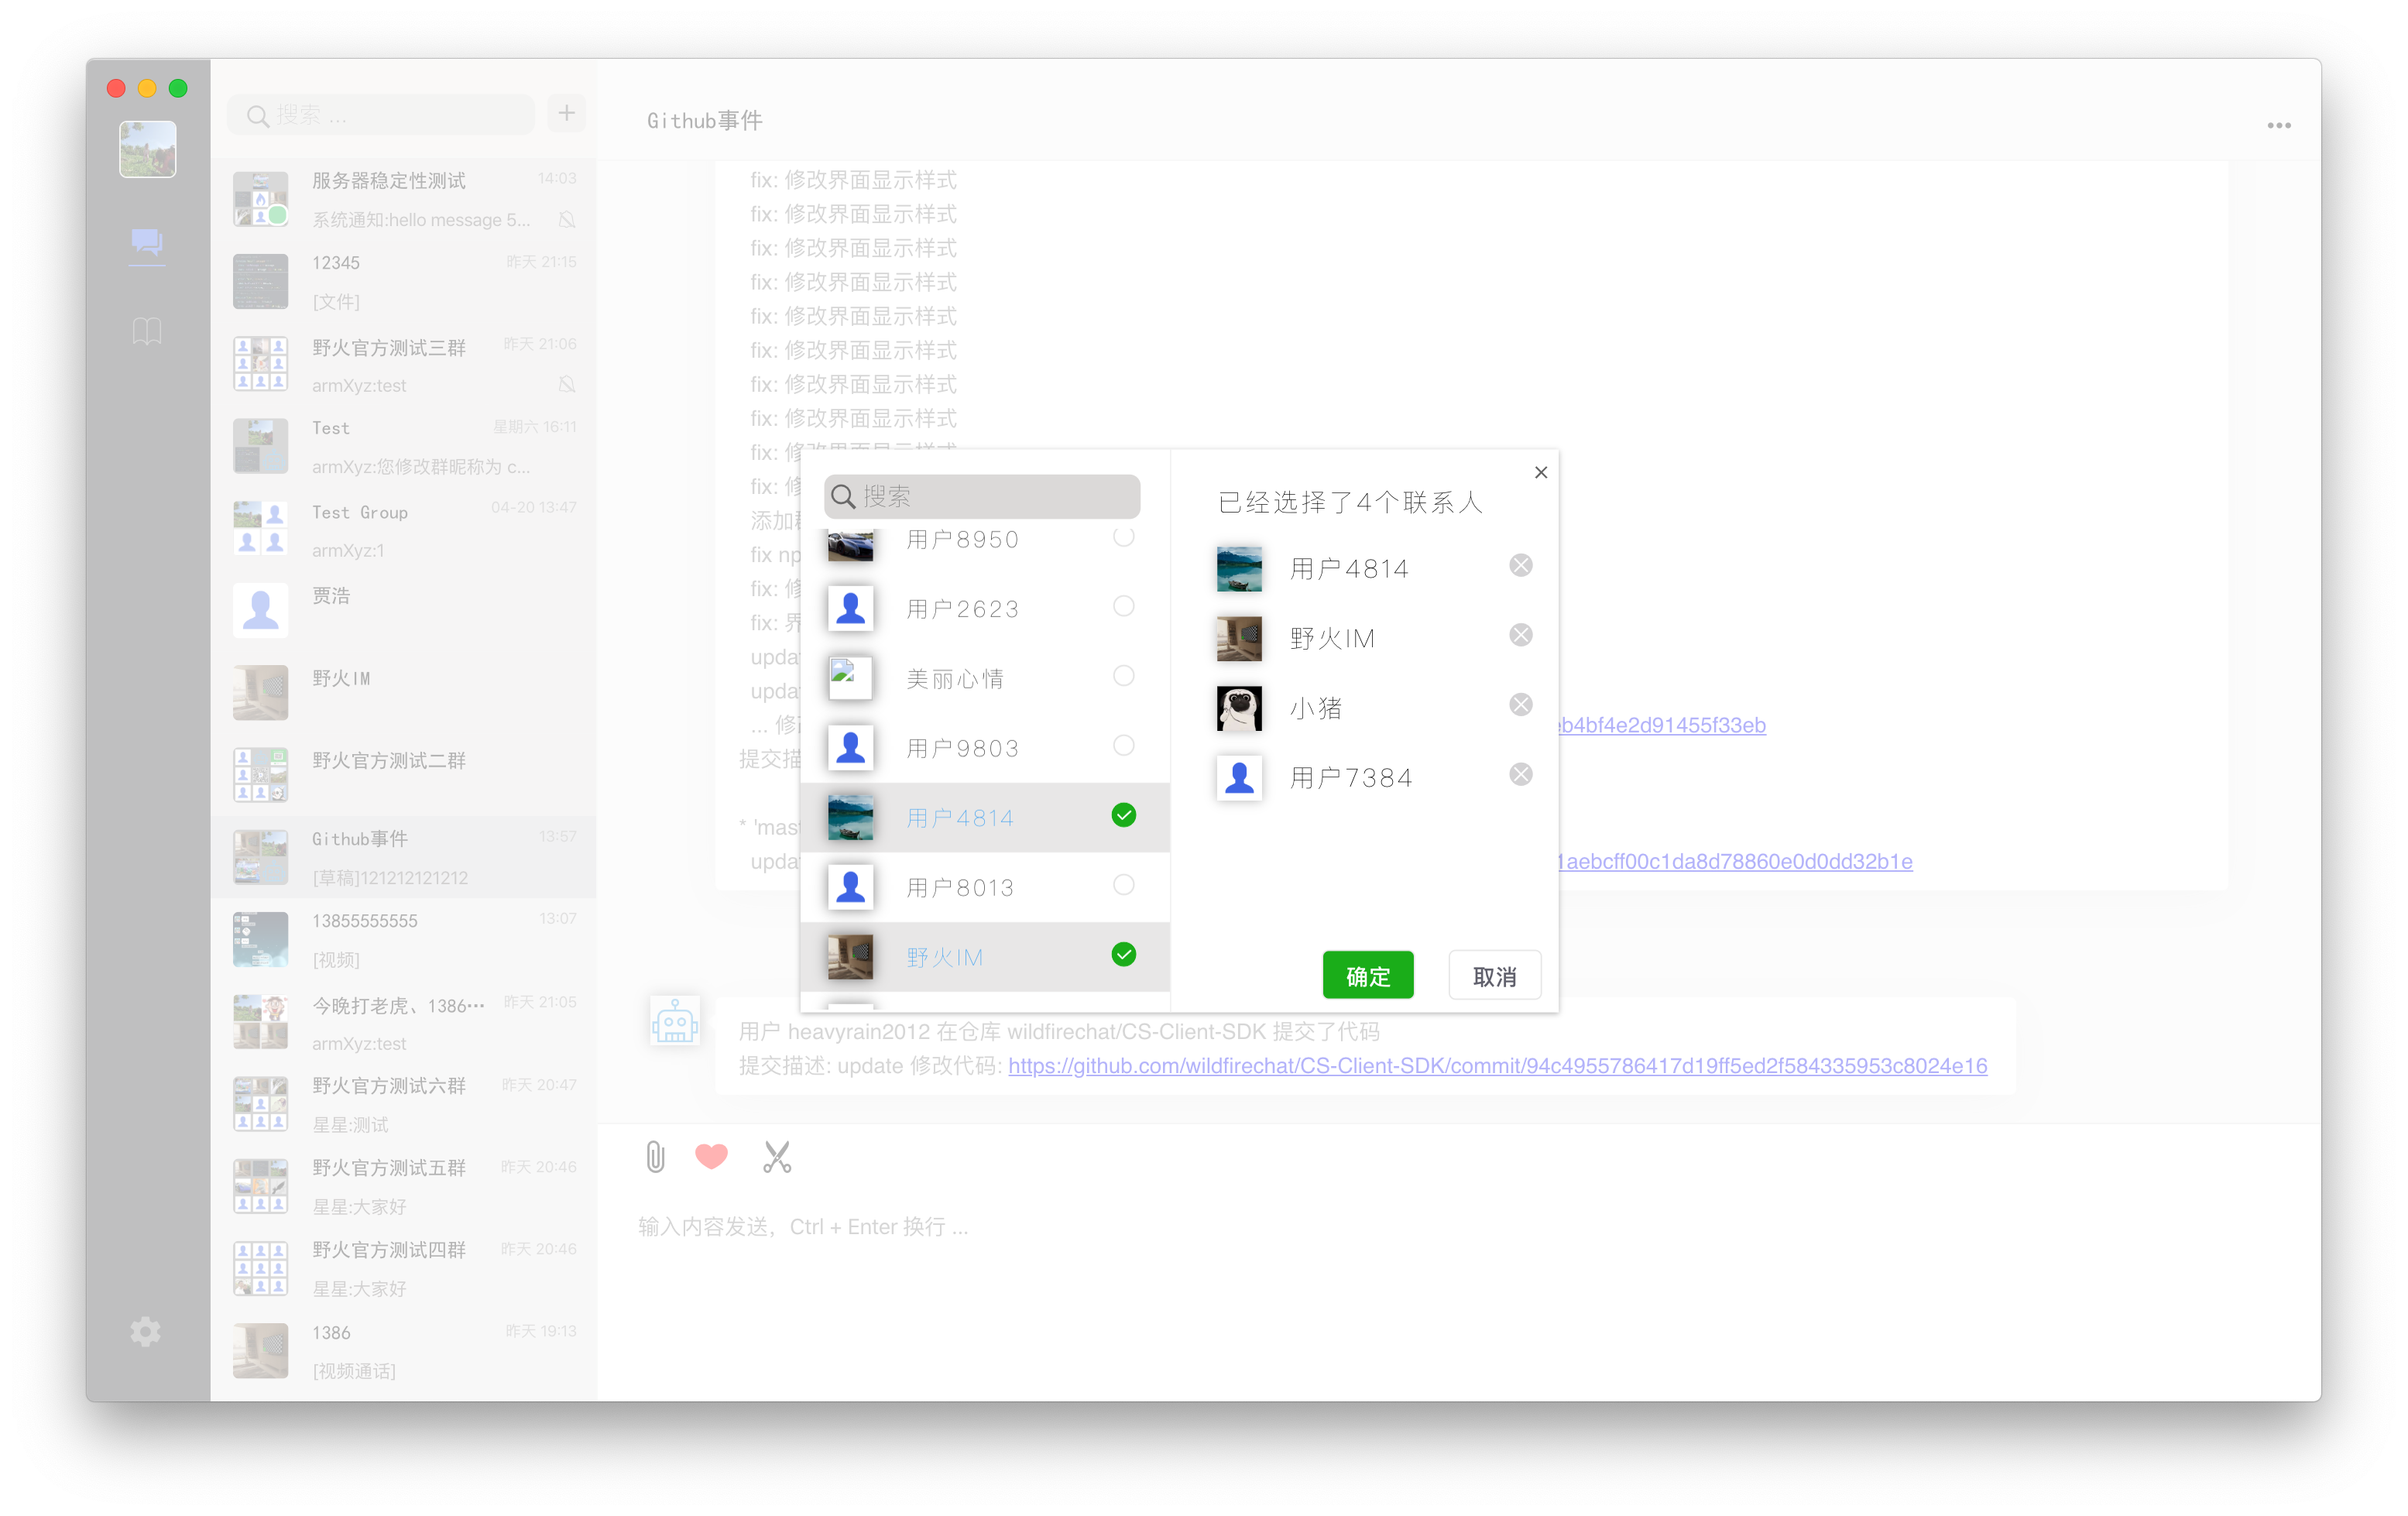 搜索 ...
+
服务器稳定性测试 14:03
系统通知:hello message 5...
12345 昨天 21:15
[文件]
野火官方测试三群 昨天 21:06
armXyz:test
Test 星期六 16:11
armXyz:您修改群昵称为 c...
Test Group 04-20 13:47
armXyz:1
贾浩
野火IM
野火官方测试二群
Github事件 13:57
[草稿]121212121212
13855555555 13:07
[视频]
今晚打老虎、1386… 昨天 21:05
armXyz:test
野火官方测试六群 昨天 20:47
星星:测试
野火官方测试五群 昨天 20:46
星星:大家好
野火官方测试四群 昨天 20:46
星星:大家好
1386 昨天 19:13
[视频通话]
Github事件
fix: 修改界面显示样式
fix: 修改界面显示样式
fix: 修改界面显示样式
fix: 修改界面显示样式
fix: 修改界面显示样式
fix: 修改界面显示样式
fix: 修改界面显示样式
fix: 修改界面显示样式
fix: 修改界面显示样式
fix:
添加
fix np
fix: 修
fix: 界
upda
upda
... 修 eb4bf4e2d91455f33eb
提交描
* 'mast
upda 1aebcff00c1da8d78860e0d0dd32b1e
搜索
用户8950
用户2623
美丽心情
用户9803
用户4814
用户8013
野火IM
已经选择了4个联系人
用户4814
野火IM
小猪
用户7384
确定 取消
用户 heavyrain2012 在仓库 wildfirechat/CS-Client-SDK 提交了代码
提交描述: update 修改代码: https://github.com/wildfirechat/CS-Client-SDK/commit/94c4955786417d19ff5ed2f584335953c8024e16
输入内容发送，Ctrl + Enter 换行 ...